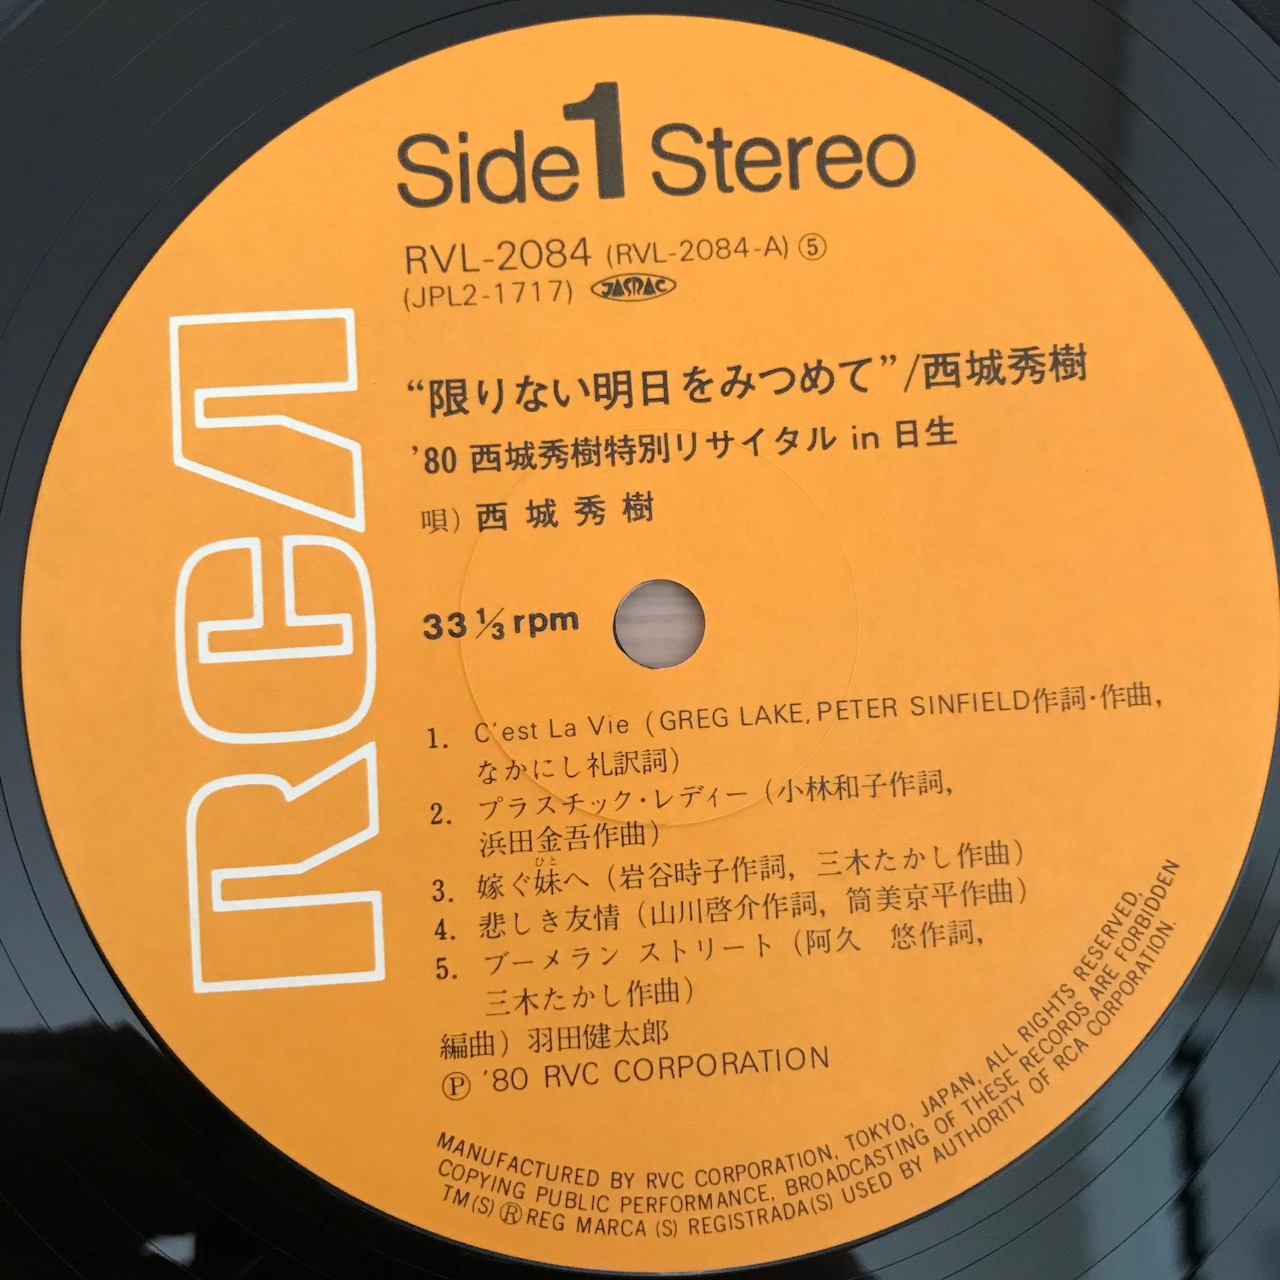 Side 1 Stereo
RVL-2084 (RVL-2084-A) ⑤
(JPL2-1717) JASRAC
“限りない明日をみつめて”/西城秀樹
’80 西城秀樹特別リサイタル in 日生
唄) 西 城 秀 樹
33 1/3 rpm
1. C'est La Vie (GREG LAKE, PETER SINFIELD作詞・作曲,
なかにし礼訳詞)
2. プラスチック・レディー (小林和子作詞,
浜田金吾作曲)
ひと
3. 嫁ぐ妹へ (岩谷時子作詞, 三木たかし作曲)
4. 悲しき友情 (山川啓介作詞, 筒美京平作曲)
5. ブーメラン ストリート (阿久 悠作詞,
三木たかし作曲)
編曲) 羽田健太郎
Ⓟ '80 RVC CORPORATION
MANUFACTURED BY RVC CORPORATION, TOKYO, JAPAN, ALL RIGHTS RESERVED,
COPYING PUBLIC PERFORMANCE, BROADCASTING OF THESE RECORDS ARE FORBIDDEN
TM(S) ® REG MARCA (S) REGISTRADA(S) USED BY AUTHORITY OF RCA CORPORATION.
RCA